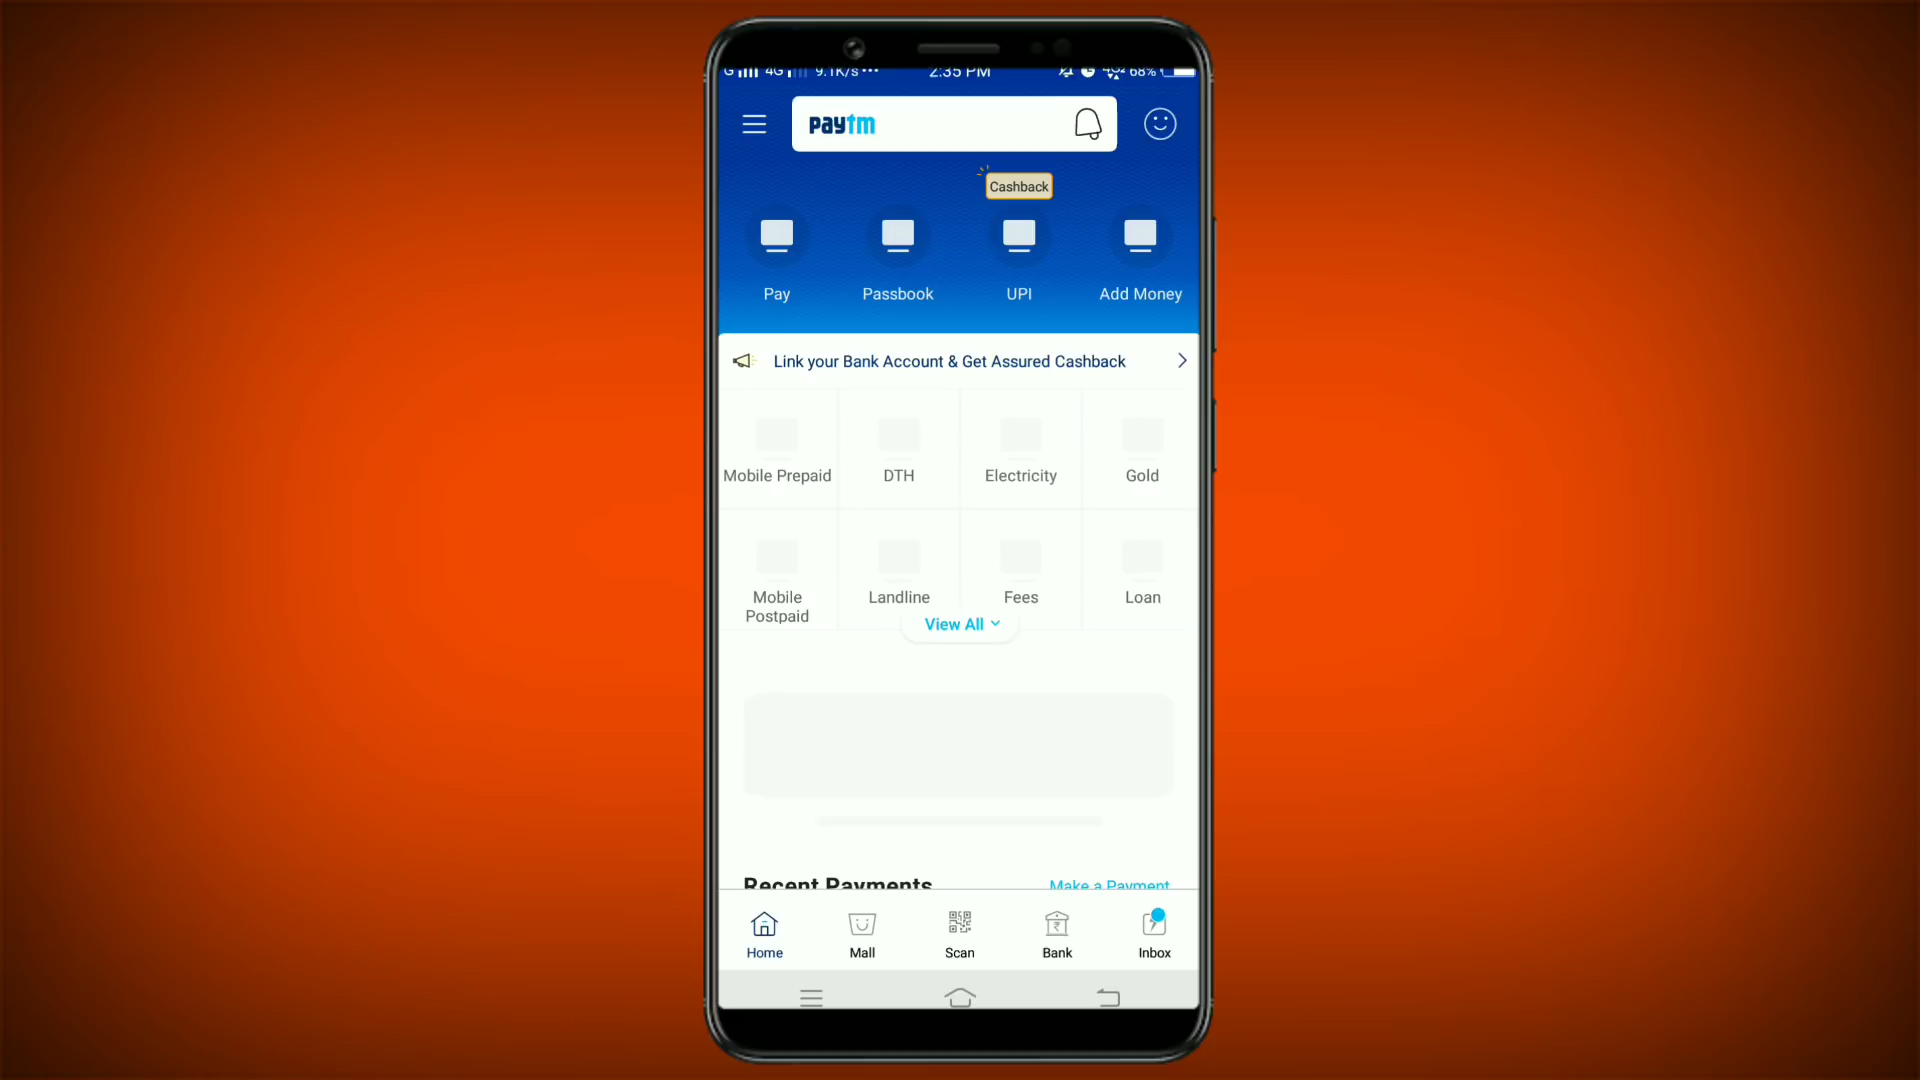 G 4G 9.1K/s ... 2:35 PM 4G 68%
paytm
Cashback
Pay Passbook UPI Add Money
Link your Bank Account & Get Assured Cashback
Mobile Prepaid DTH Electricity Gold
Mobile Postpaid Landline Fees Loan
View All
Recent Payments Make a Payment
Home Mall Scan Bank Inbox